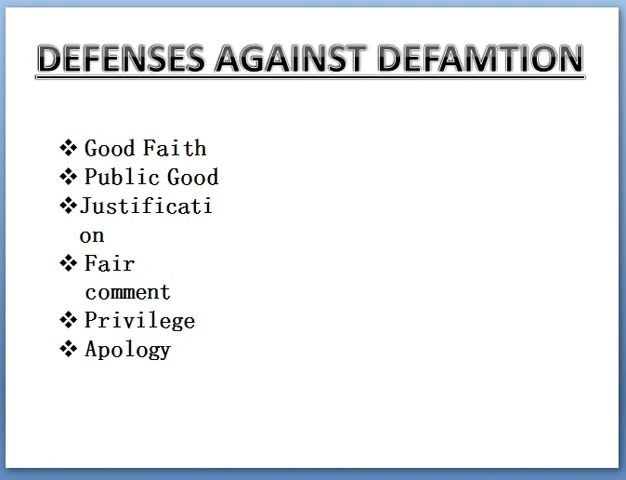 DEFENSES AGAINST DEFAMTION
❖ Good Faith
❖ Public Good
❖Justificati
on
❖ Fair
comment
❖ Privilege
❖ Apology